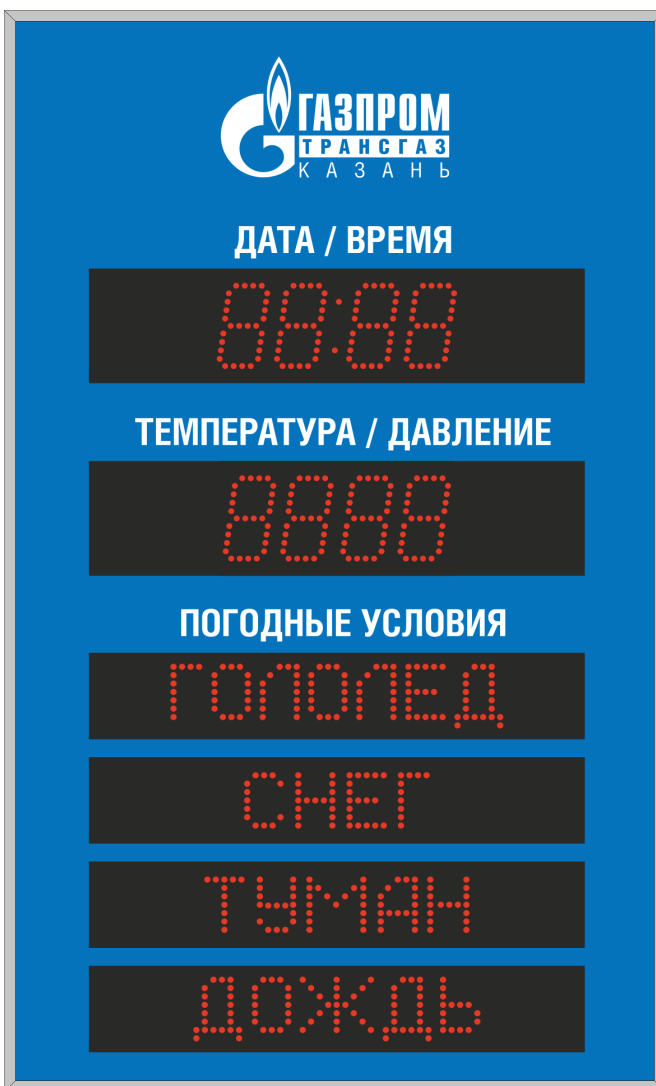 ГАЗПРОМ
ТРАНСГАЗ
КАЗАНЬ
ДАТА / ВРЕМЯ
88:88
ТЕМПЕРАТУРА / ДАВЛЕНИЕ
8888
ПОГОДНЫЕ УСЛОВИЯ
ГОЛОЛЕД
СНЕГ
ТУМАН
ДОЖДЬ